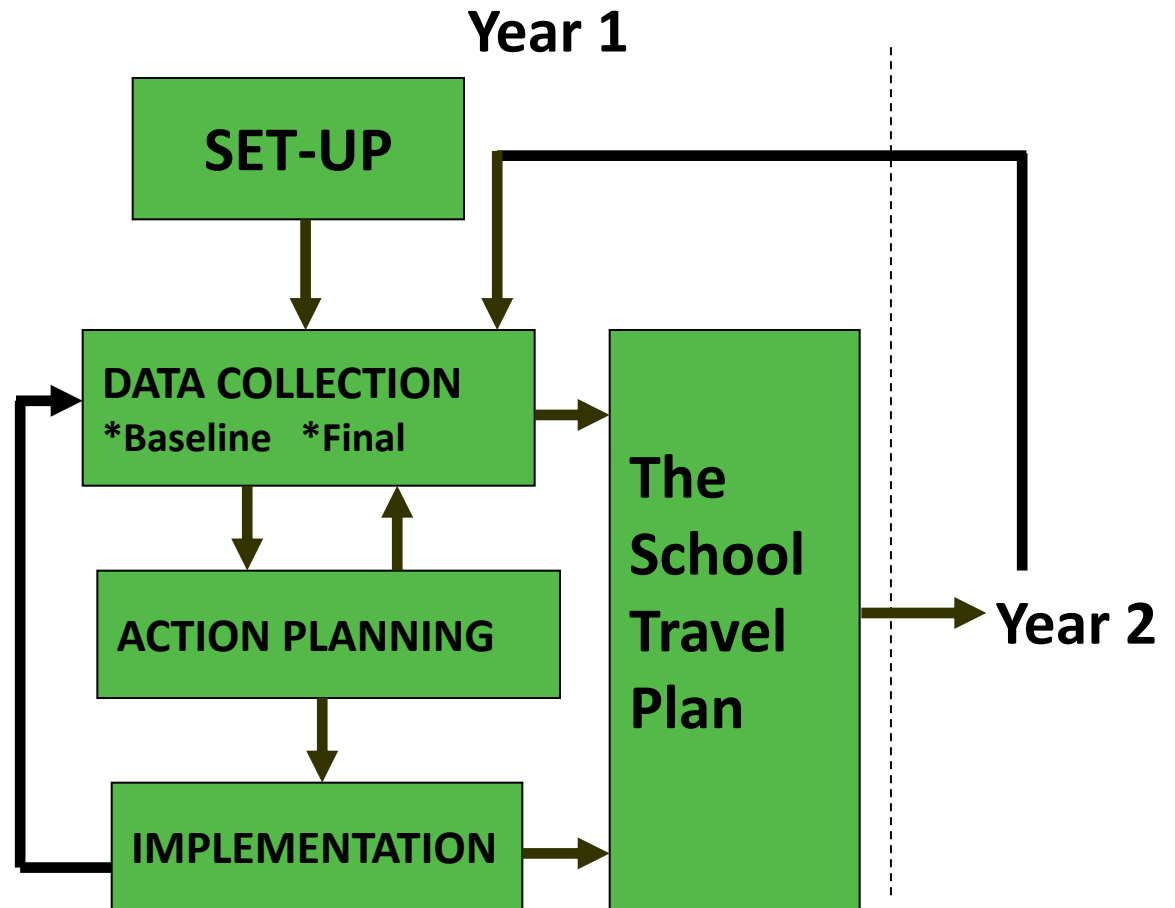 Year 1
SET-UP
DATA COLLECTION
*Baseline *Final
ACTION PLANNING
IMPLEMENTATION
The
School
Travel
Plan
Year 2